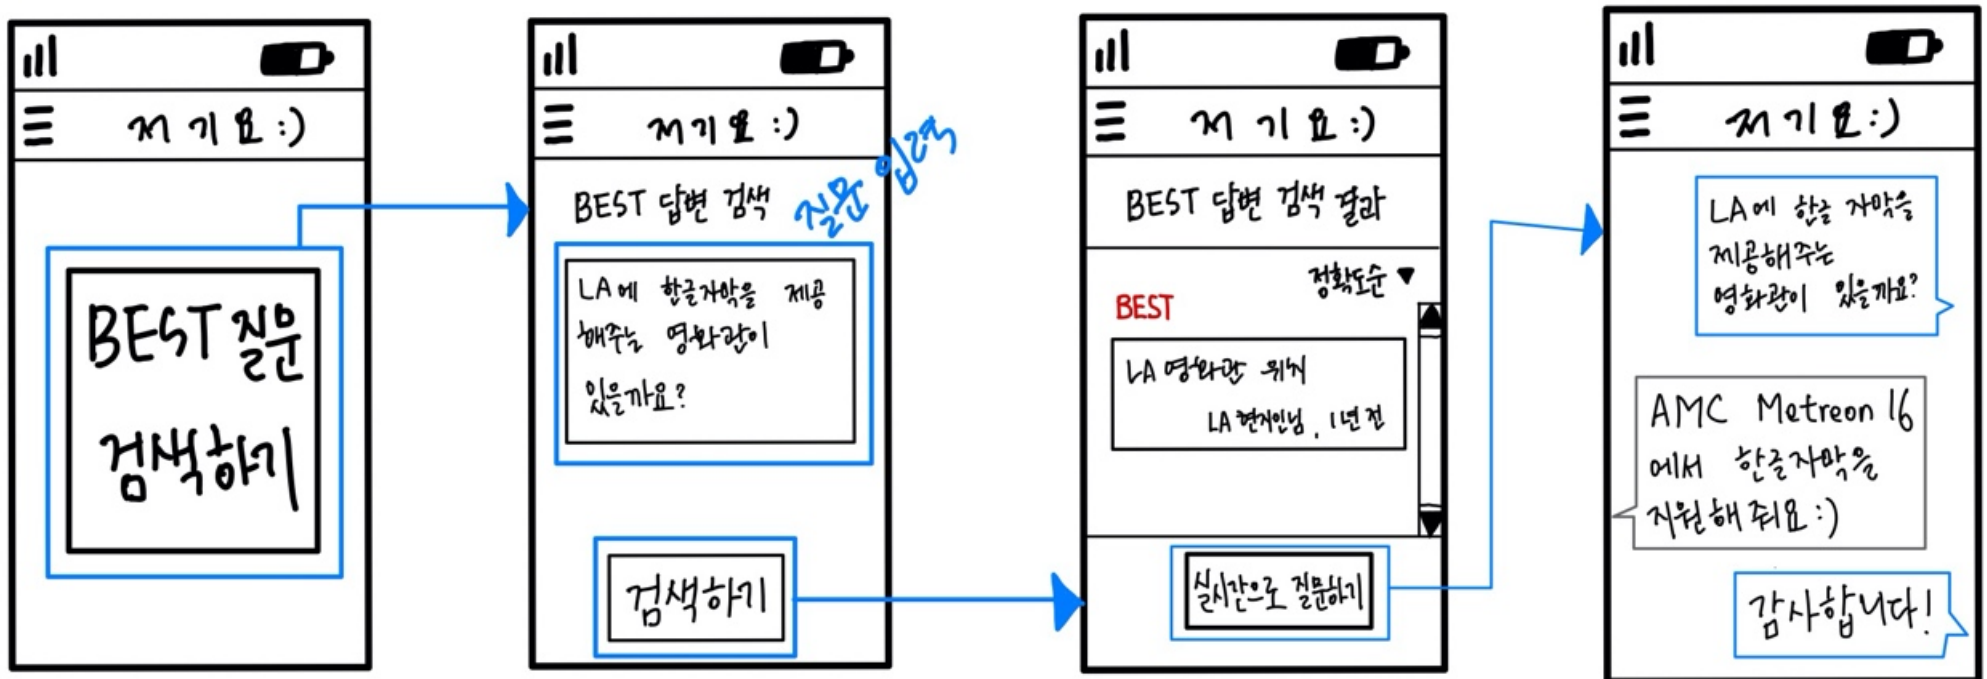 저기요:)
BEST 질문
검색하기
저기요:)
질문 입력
BEST 답변 검색
LA에 한글자막을 제공
해주는 영화관이
있을까요?
검색하기
저기요:)
BEST 답변 검색 결과
정확도순 ▼
BEST
LA 영화관 위치
LA 현지인님, 1년 전
실시간으로 질문하기
저기요:)
LA에 한글 자막을
제공해주는
영화관이 있을까요?
AMC Metreon 16
에서 한글자막을
지원해줘요:)
감사합니다!